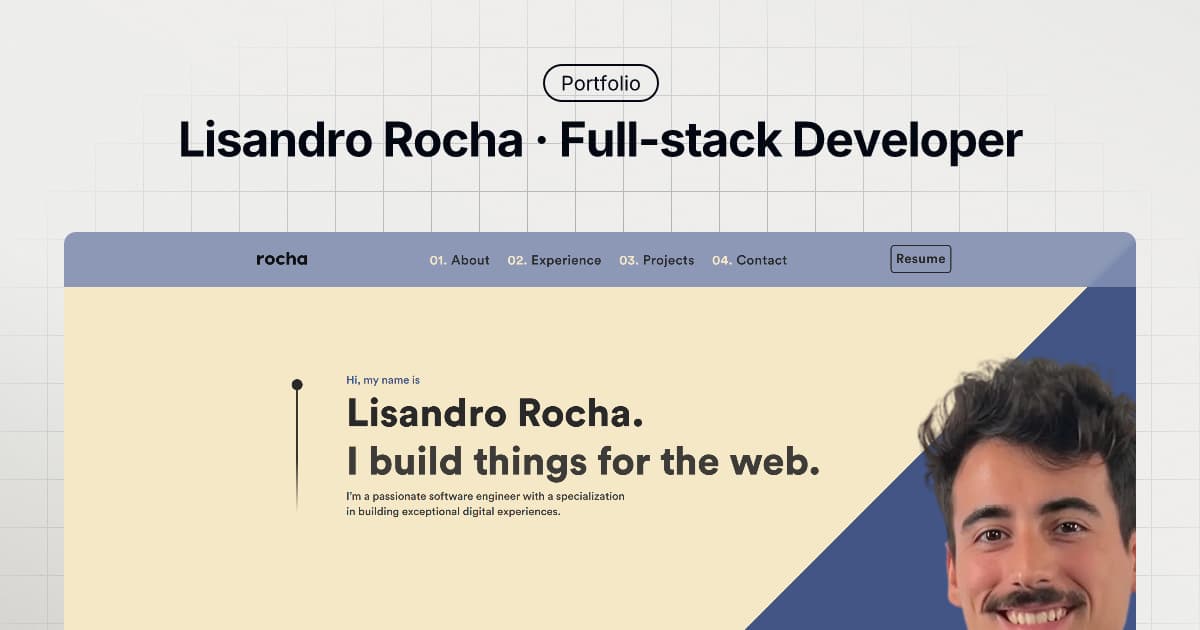 Portfolio
Lisandro Rocha · Full-stack Developer
rocha 01. About 02. Experience 03. Projects 04. Contact Resume
Hi, my name is
Lisandro Rocha.
I build things for the web.
I'm a passionate software engineer with a specialization
in building exceptional digital experiences.